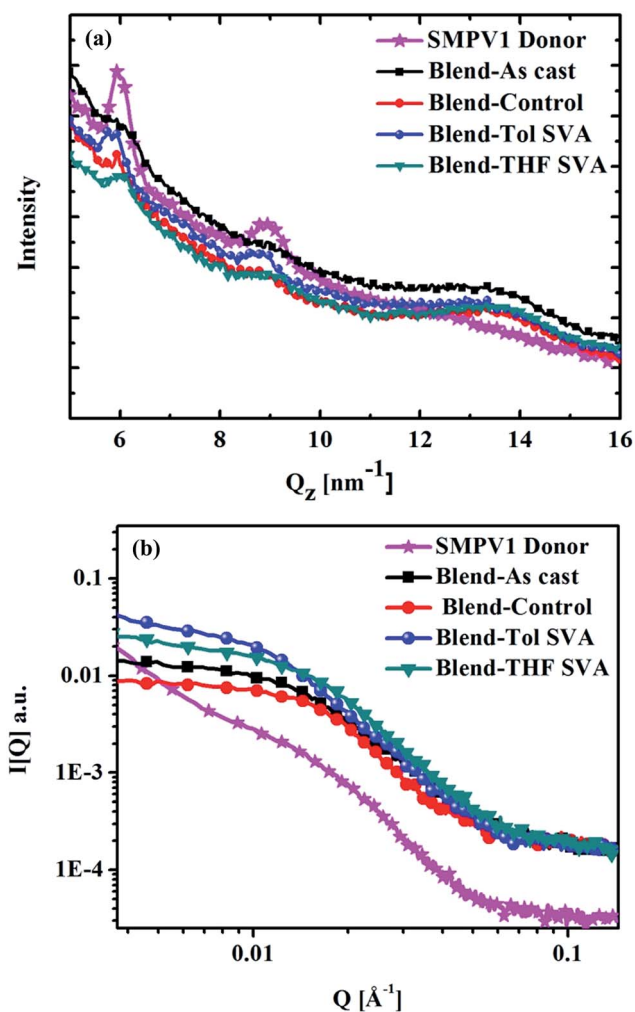 (a)
SMPV1 Donor
Blend-As cast
Blend-Control
Blend-Tol SVA
Blend-THF SVA
Intensity
6 8 10 12 14 16
Qz [nm-1]
(b)
SMPV1 Donor
Blend-As cast
Blend-Control
Blend-Tol SVA
Blend-THF SVA
I[Q] a.u.
0.1
0.01
1E-3
1E-4
0.01 0.1
Q [Å-1]